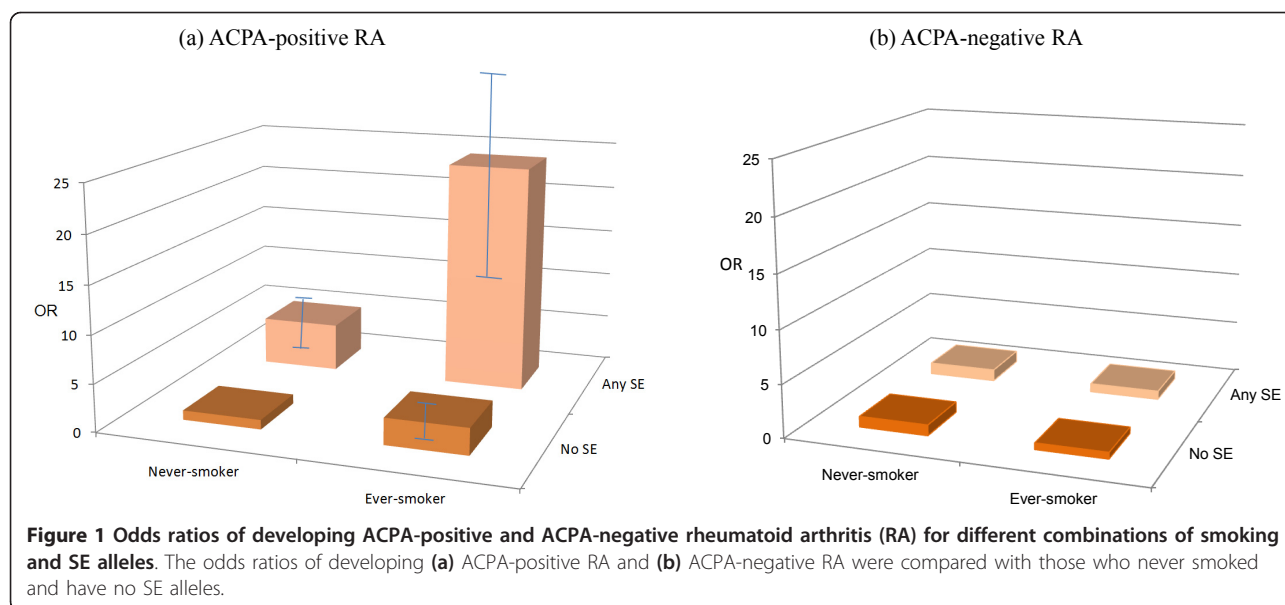 (a) ACPA-positive RA
25
20
15
OR
10
5
0
Never-smoker
Ever-smoker
No SE
Any SE
(b) ACPA-negative RA
25
20
OR
15
10
5
0
Never-smoker
Ever-smoker
No SE
Any SE
Figure 1 Odds ratios of developing ACPA-positive and ACPA-negative rheumatoid arthritis (RA) for different combinations of smoking
and SE alleles. The odds ratios of developing (a) ACPA-positive RA and (b) ACPA-negative RA were compared with those who never smoked
and have no SE alleles.